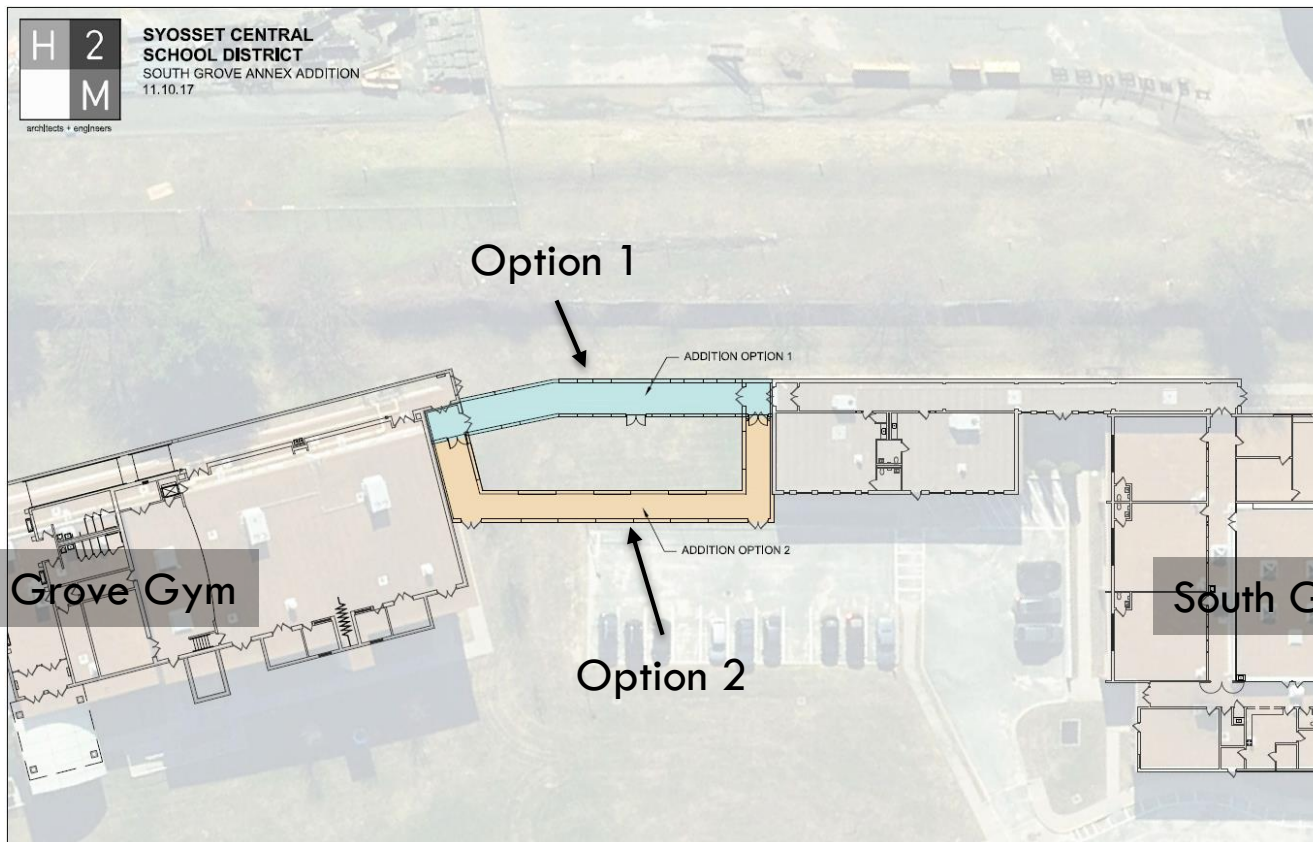 H 2
M
architects + engineers
SYOSSET CENTRAL
SCHOOL DISTRICT
SOUTH GROVE ANNEX ADDITION
11.10.17
Option 1
ADDITION OPTION 1
ADDITION OPTION 2
Grove Gym
South G
Option 2